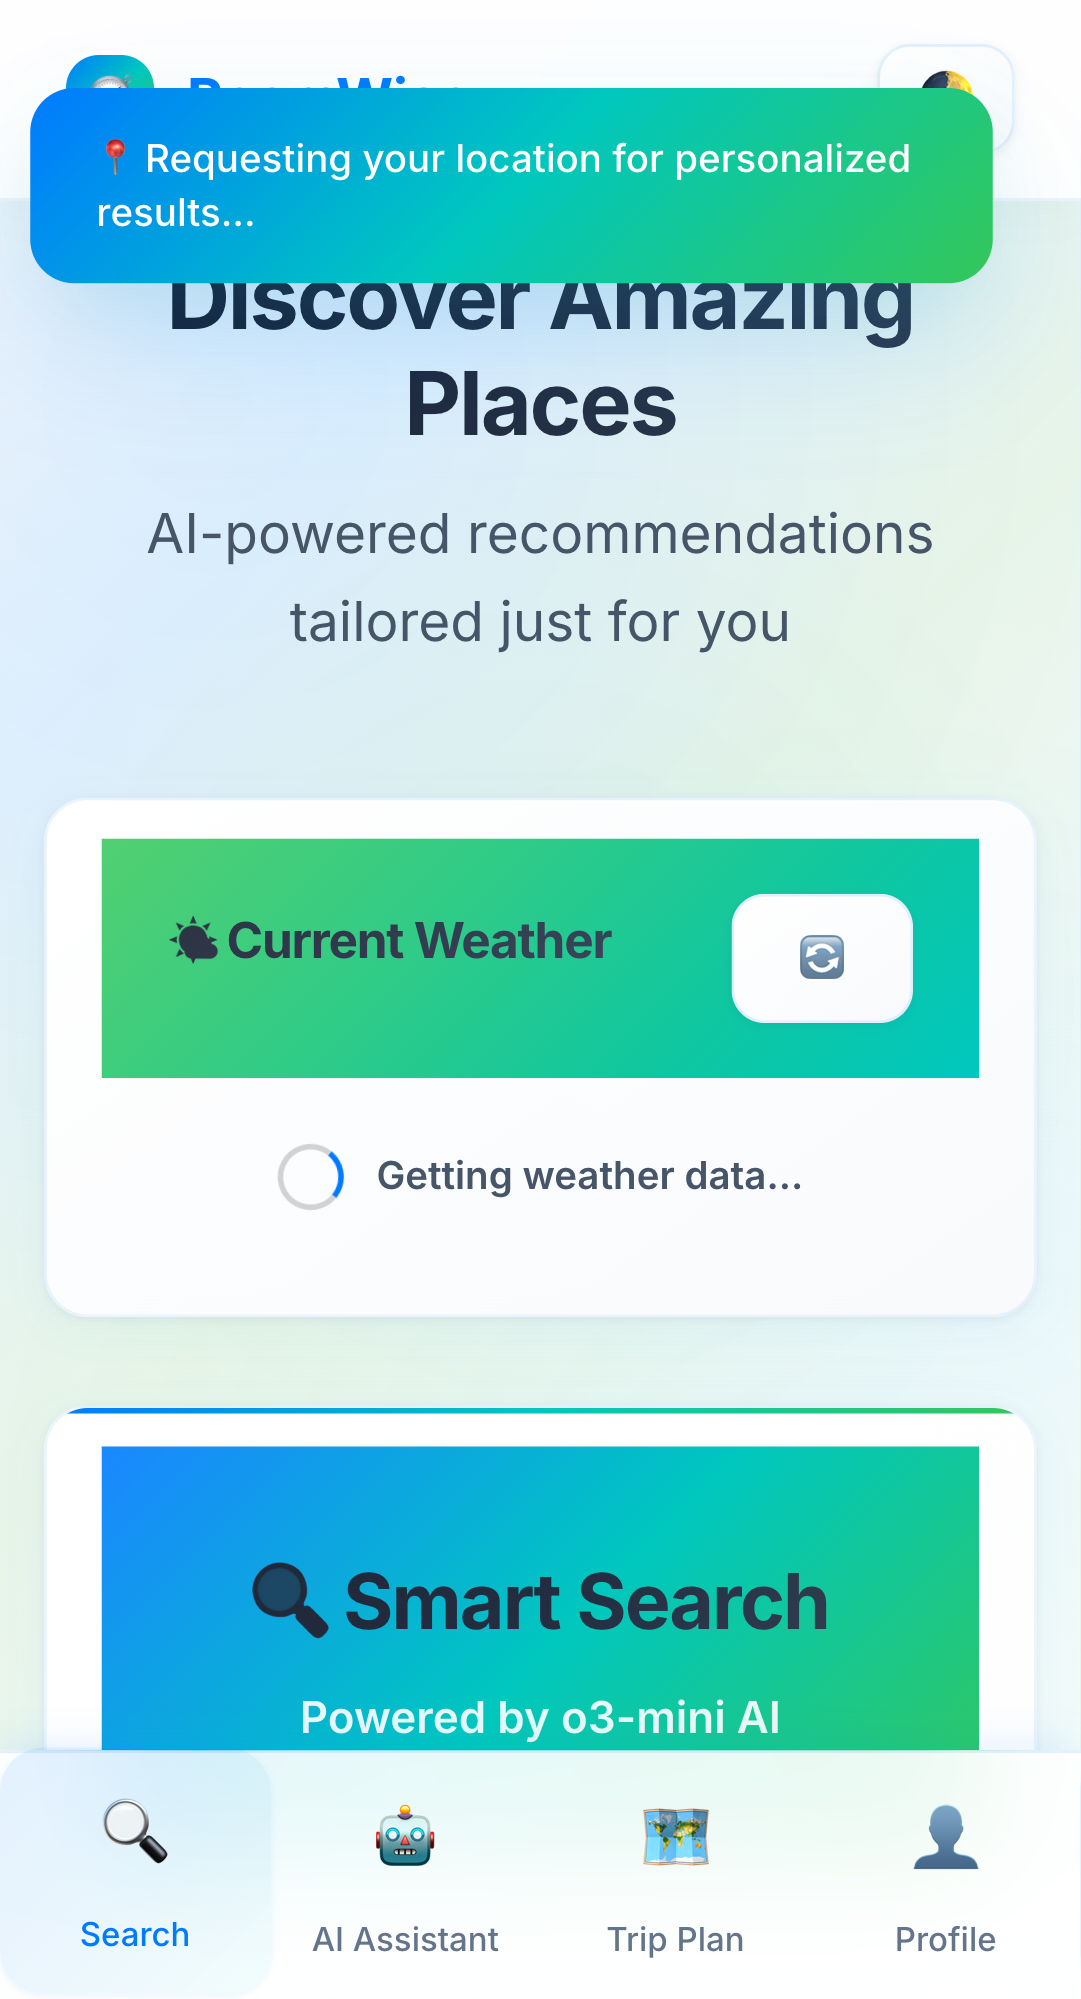 Requesting your location for personalized
results...
Discover Amazing
Places
AI-powered recommendations
tailored just for you
Current Weather
Getting weather data...
Smart Search
Powered by o3-mini AI
Search
AI Assistant
Trip Plan
Profile